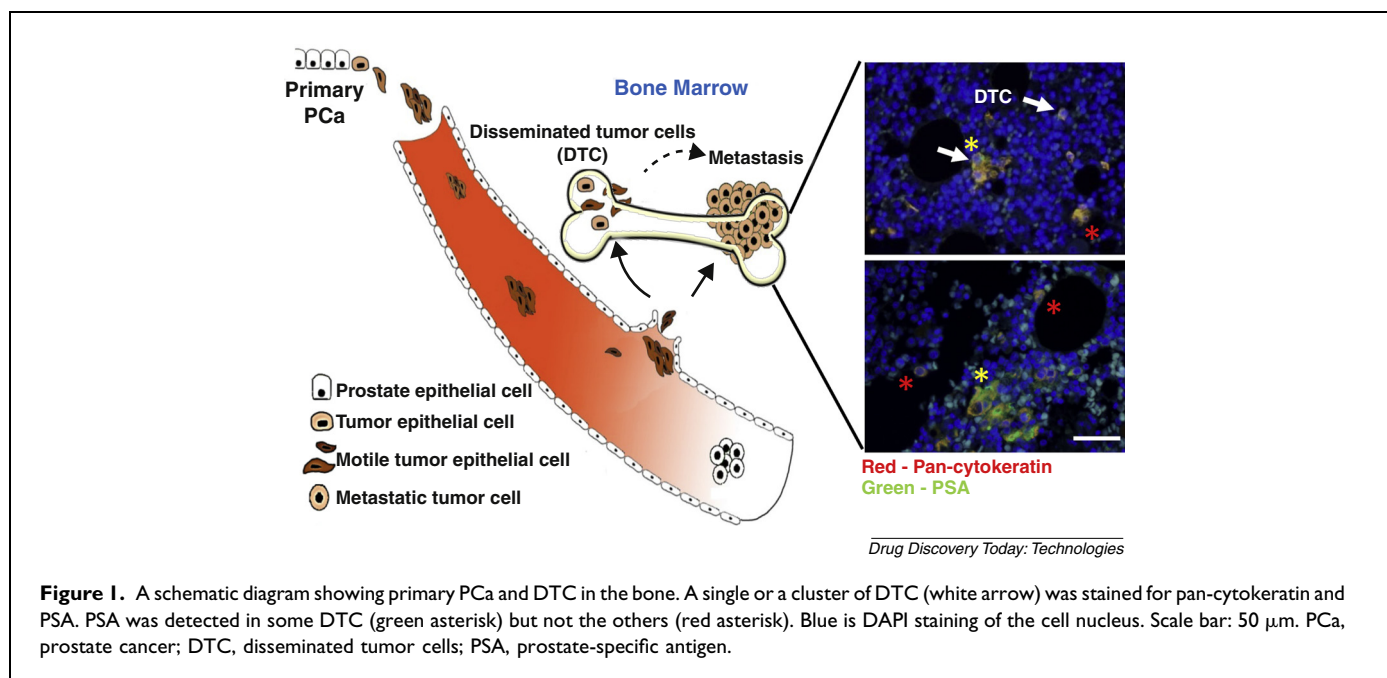 Primary
PCa
Bone Marrow
Disseminated tumor cells
(DTC)
Metastasis
Prostate epithelial cell
Tumor epithelial cell
Motile tumor epithelial cell
Metastatic tumor cell
DTC
*
*
*
*
*
Red - Pan-cytokeratin
Green - PSA
Drug Discovery Today: Technologies
Figure 1. A schematic diagram showing primary PCa and DTC in the bone. A single or a cluster of DTC (white arrow) was stained for pan-cytokeratin and
PSA. PSA was detected in some DTC (green asterisk) but not the others (red asterisk). Blue is DAPI staining of the cell nucleus. Scale bar: 50 μm. PCa,
prostate cancer; DTC, disseminated tumor cells; PSA, prostate-specific antigen.